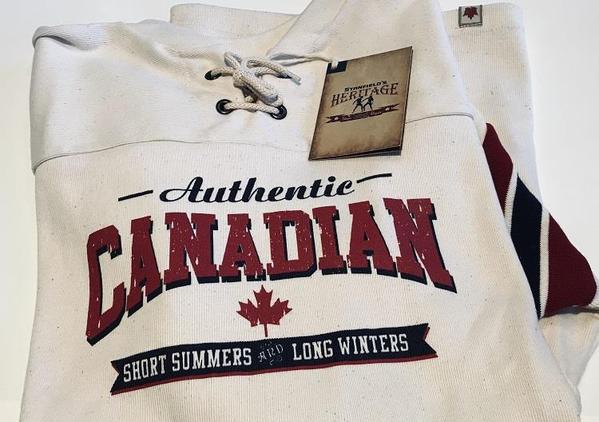 STANFIELD'S
HERITAGE
Authentic
CANADIAN
SHORT SUMMERS AND LONG WINTERS